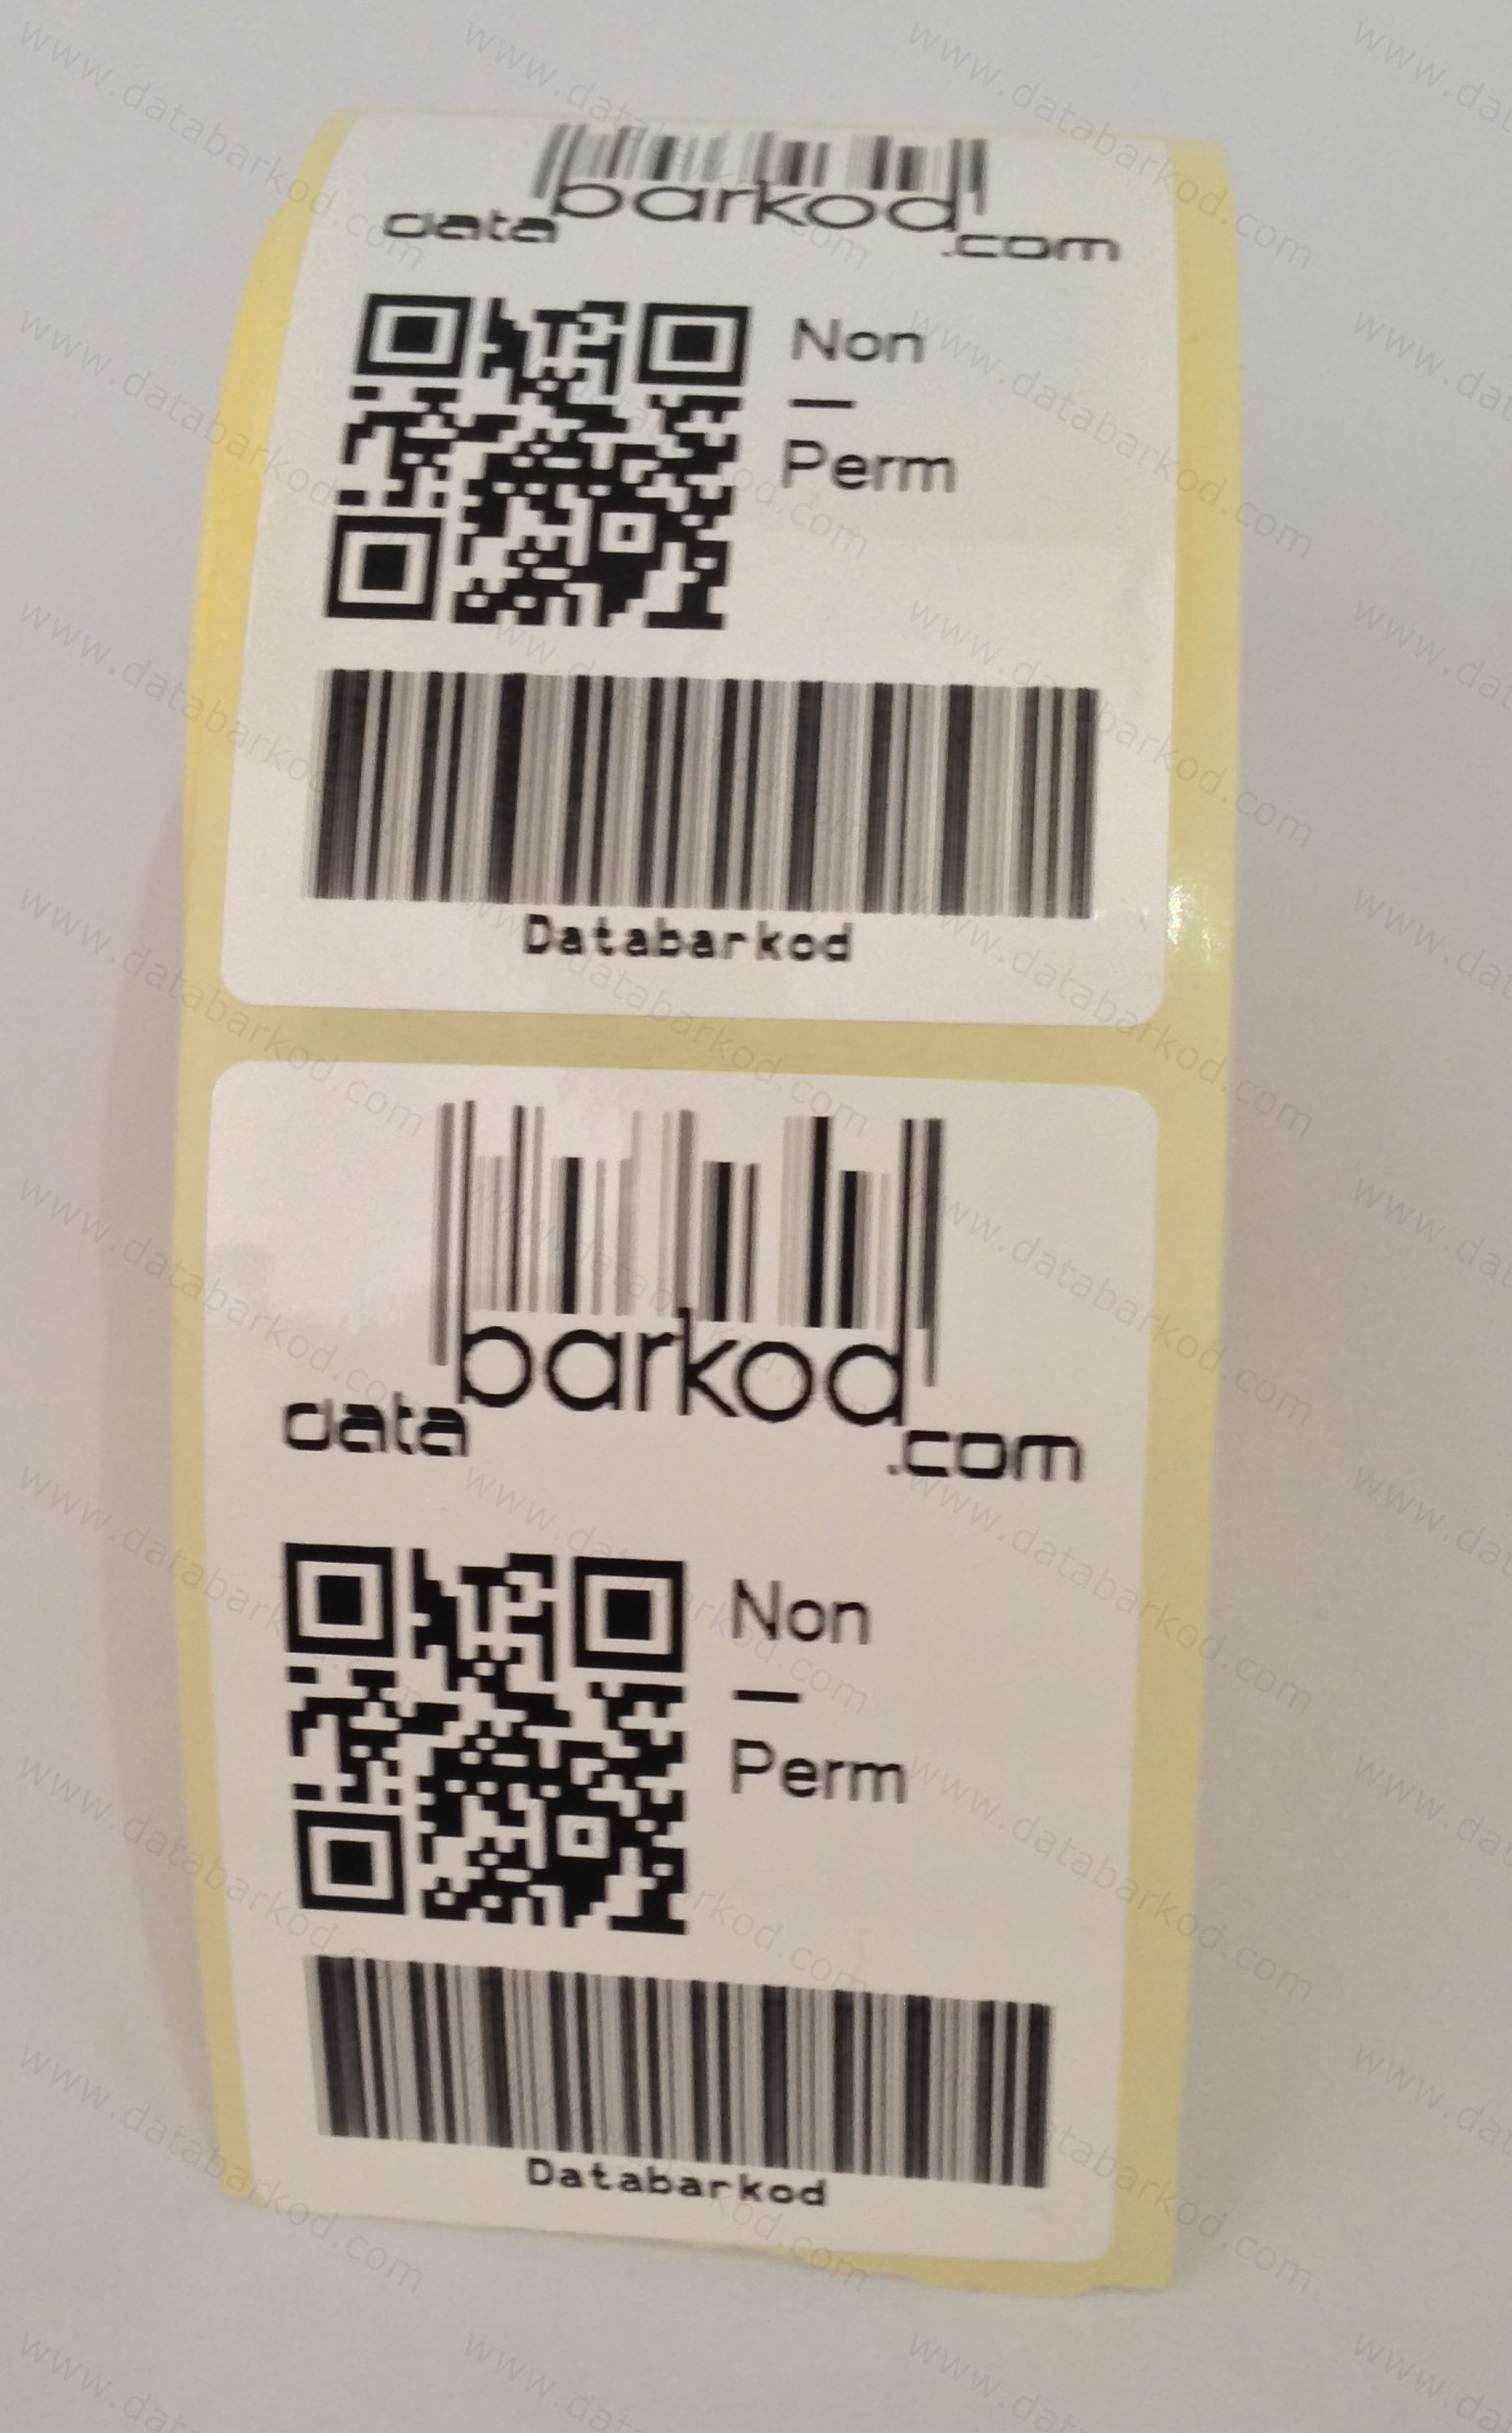 barkod
data .com
Non
–
Perm
Databarkod
barkod
data .com
Non
–
Perm
Databarkod
www.databarkod.com